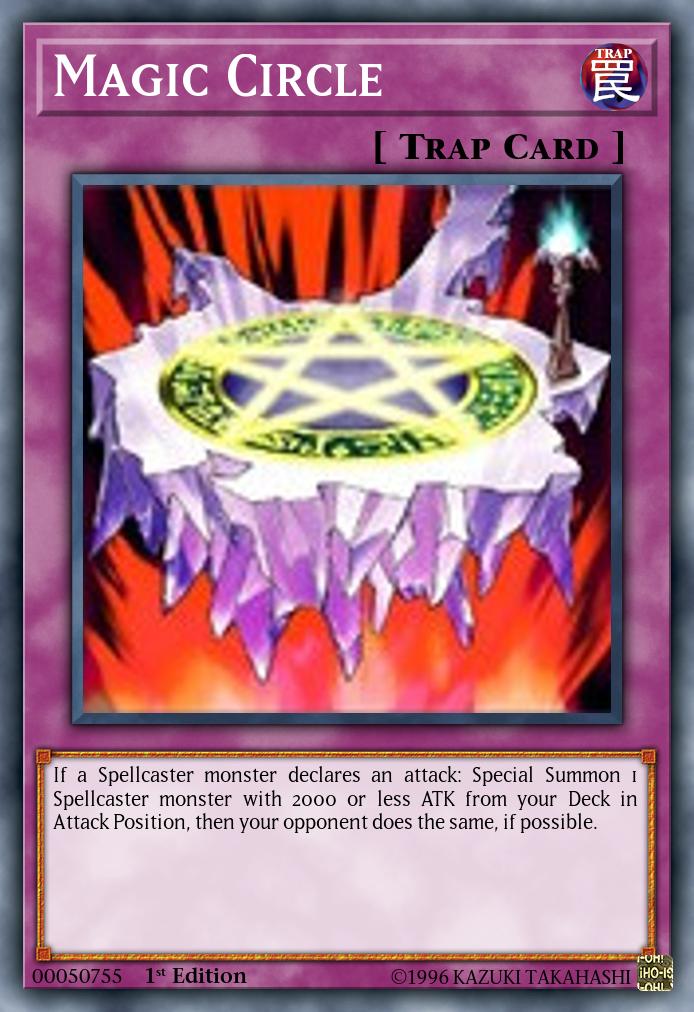 Magic Circle
TRAP
罠
[ Trap Card ]
If a Spellcaster monster declares an attack: Special Summon 1
Spellcaster monster with 2000 or less ATK from your Deck in
Attack Position, then your opponent does the same, if possible.
00050755 1st Edition ©1996 KAZUKI TAKAHASHI